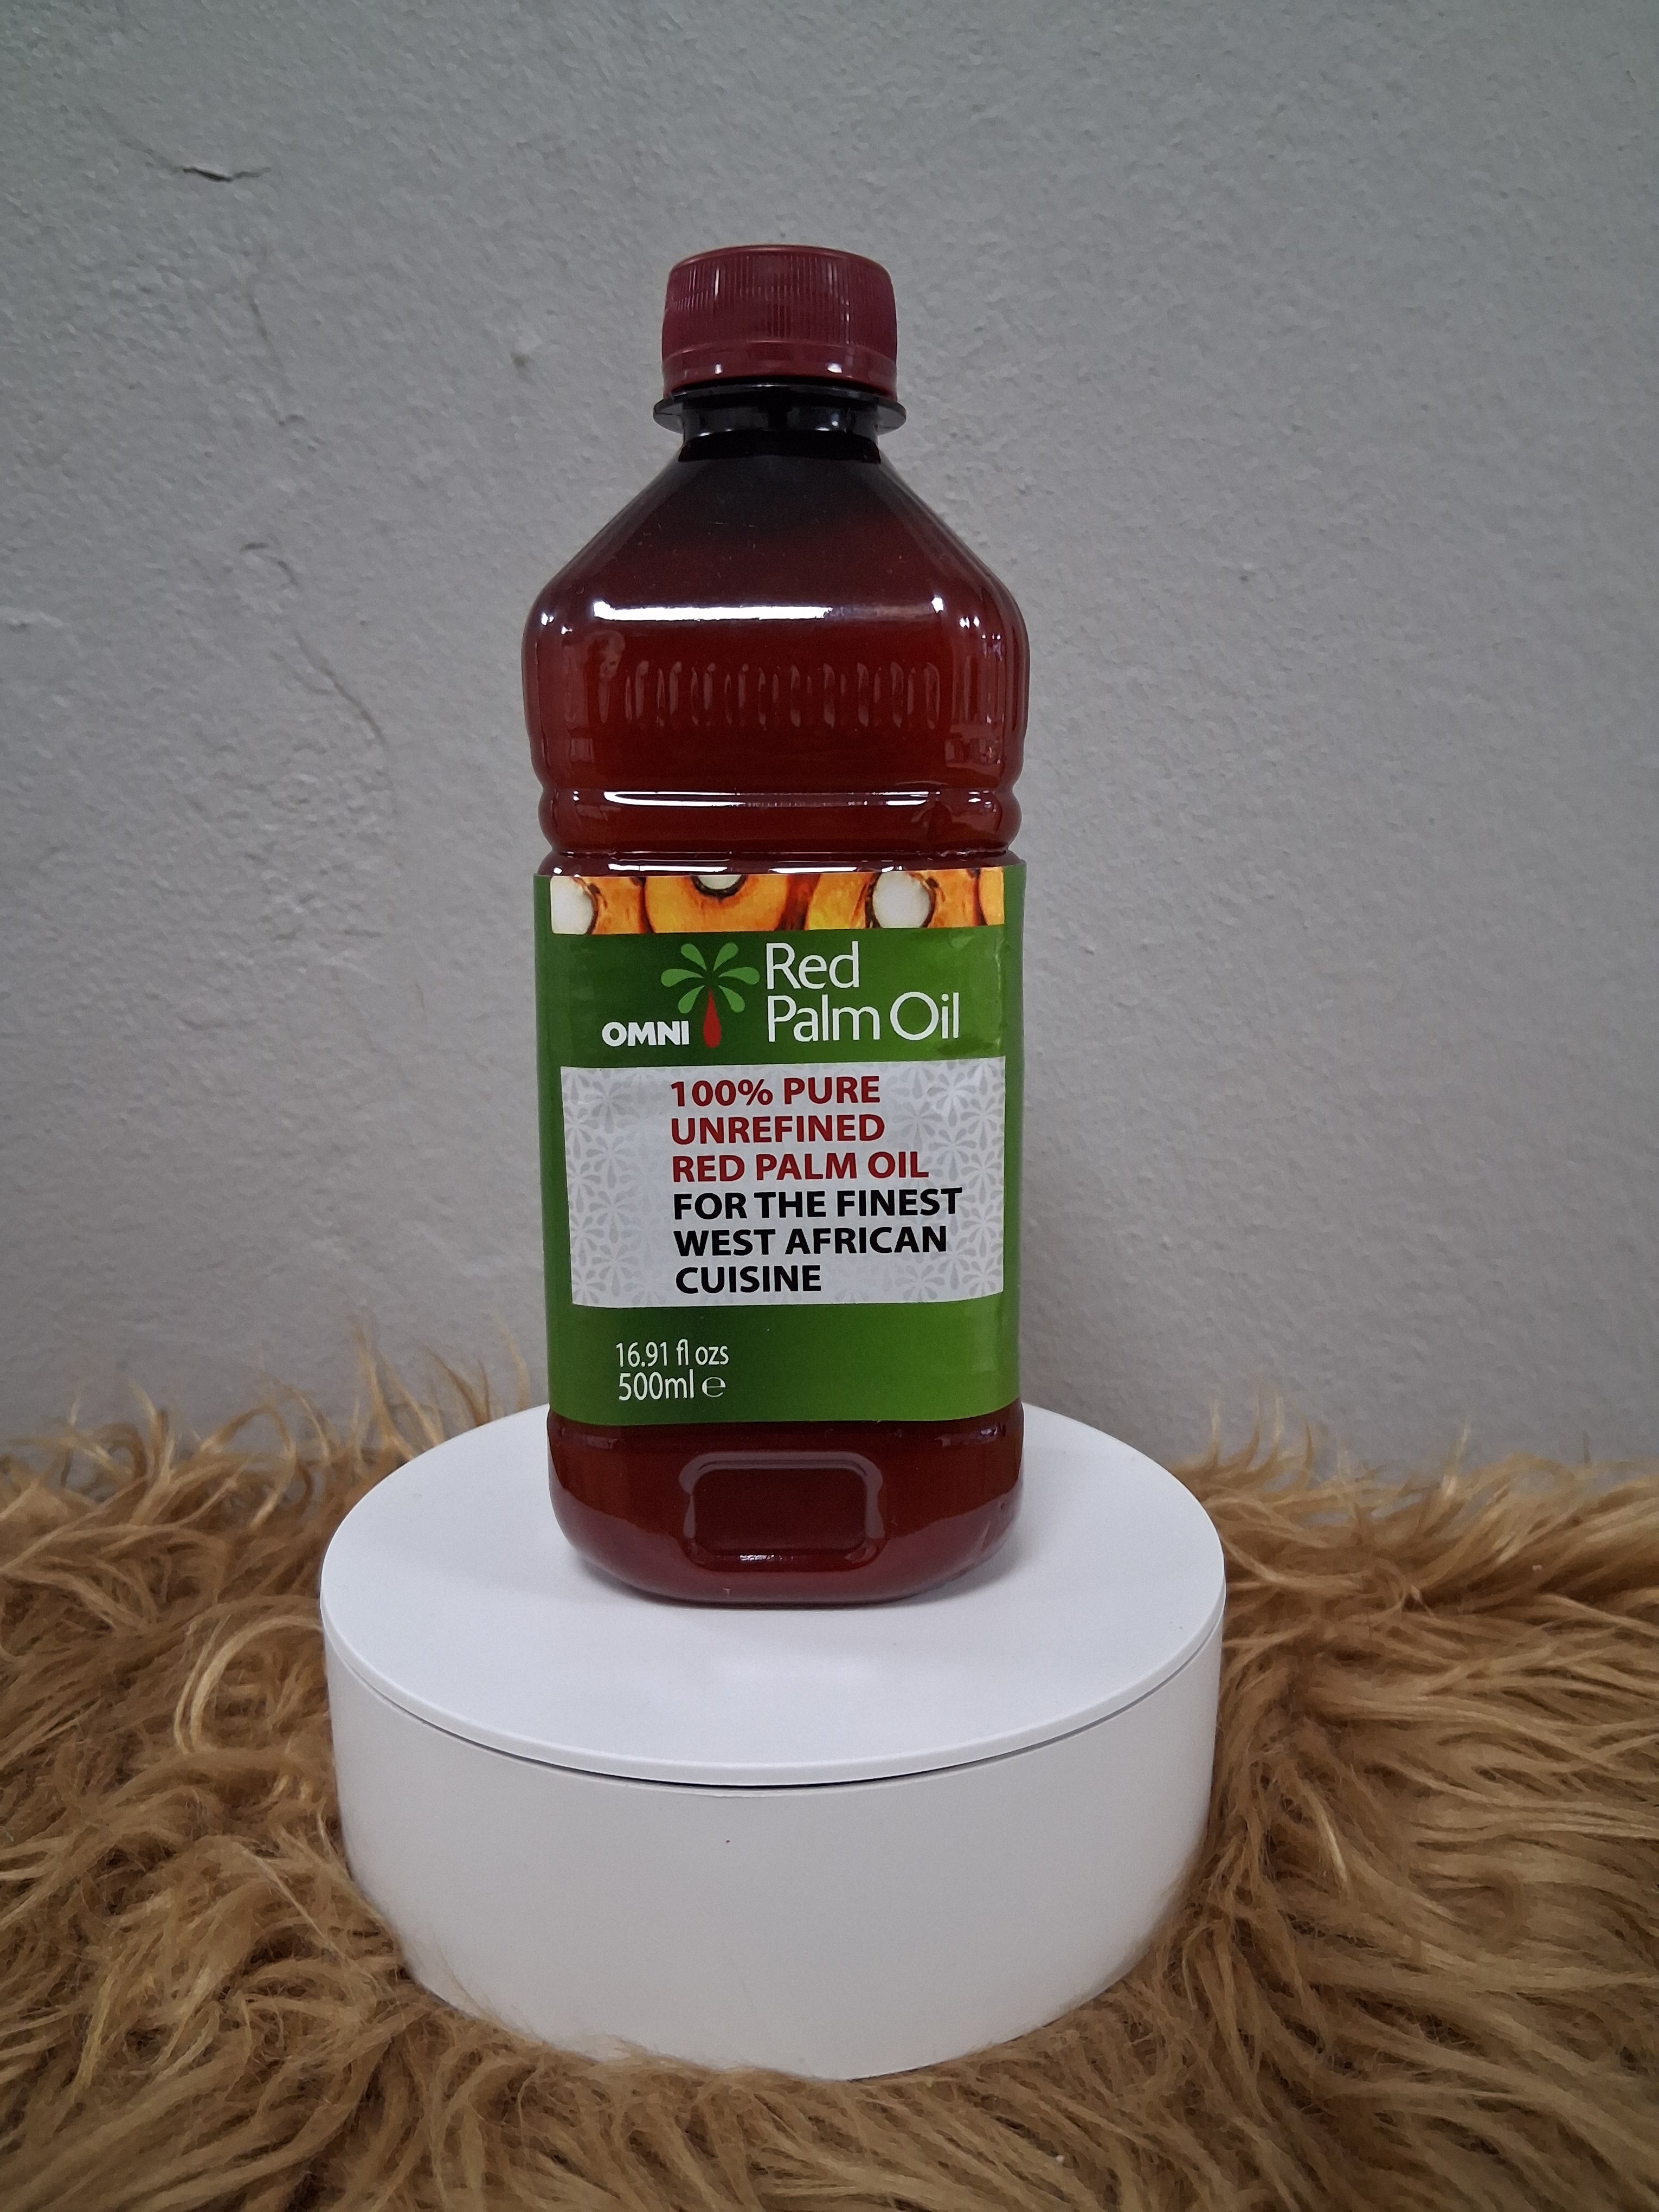 OMNI
Red
Palm Oil
100% PURE
UNREFINED
RED PALM OIL
FOR THE FINEST
WEST AFRICAN
CUISINE
16.91 fl ozs
500ml ℮